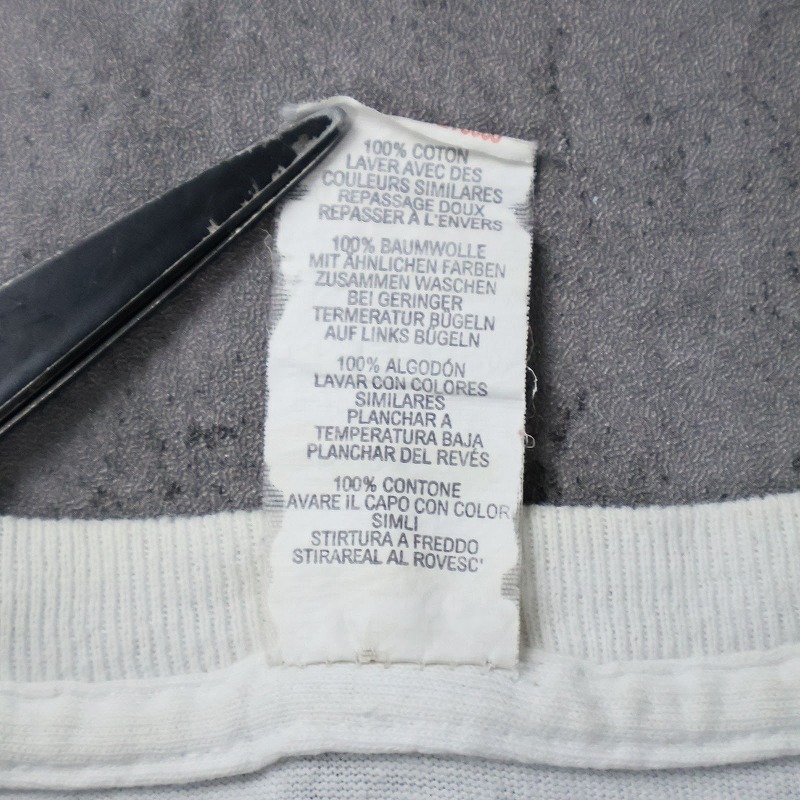 100% COTON
LAVER AVEC DES
COULEURS SIMILARES
REPASSAGE DOUX
REPASSER À L'ENVERS
100% BAUMWOLLE
MIT ÄHNLICHEN FARBEN
ZUSAMMEN WASCHEN
BEI GERINGER
TERMERATUR BÜGELN
AUF LINKS BÜGELN
100% ALGODÓN
LAVAR CON COLORES
SIMILARES
PLANCHAR A
TEMPERATURA BAJA
PLANCHAR DEL REVÉS
100% CONTONE
AVARE IL CAPO CON COLOR
SIMLI
STIRTURA A FREDDO
STIRAREAL AL ROVESC'